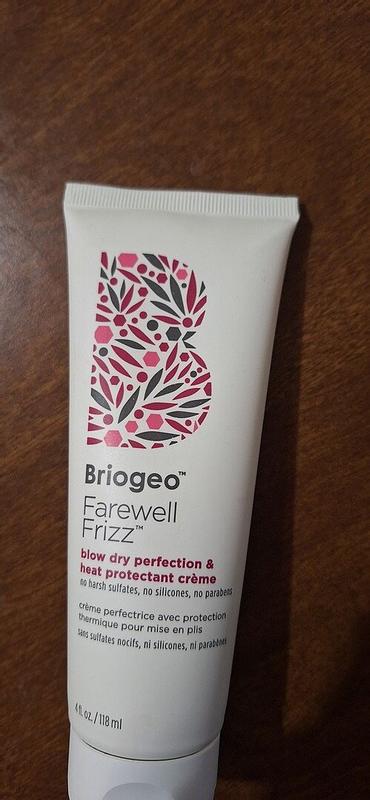 B
Briogeo™
Farewell
Frizz™
blow dry perfection &
heat protectant crème
no harsh sulfates, no silicones, no parabens
crème perfectrice avec protection
thermique pour mise en plis
sans sulfates nocifs, ni silicones, ni parabènes
4 fl. oz. / 118 ml